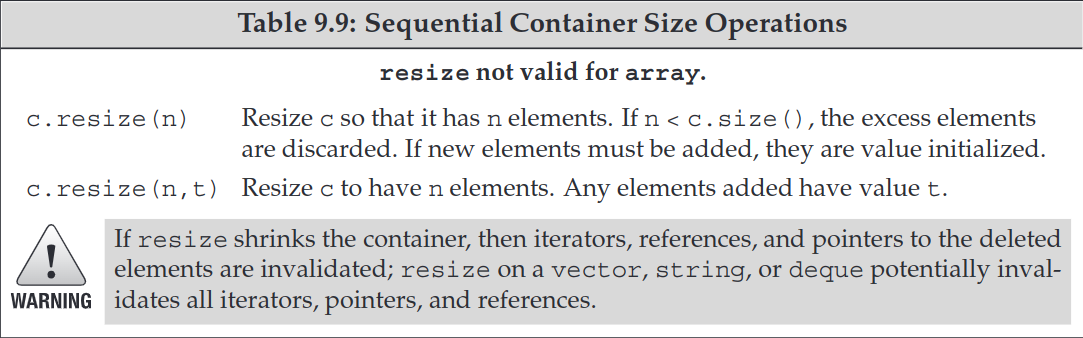 Table 9.9: Sequential Container Size Operations
resize not valid for array.
c.resize(n) Resize c so that it has n elements. If n < c.size(), the excess elements
are discarded. If new elements must be added, they are value initialized.
c.resize(n,t) Resize c to have n elements. Any elements added have value t.
If resize shrinks the container, then iterators, references, and pointers to the deleted
elements are invalidated; resize on a vector, string, or deque potentially inval-
idates all iterators, pointers, and references.
!
WARNING